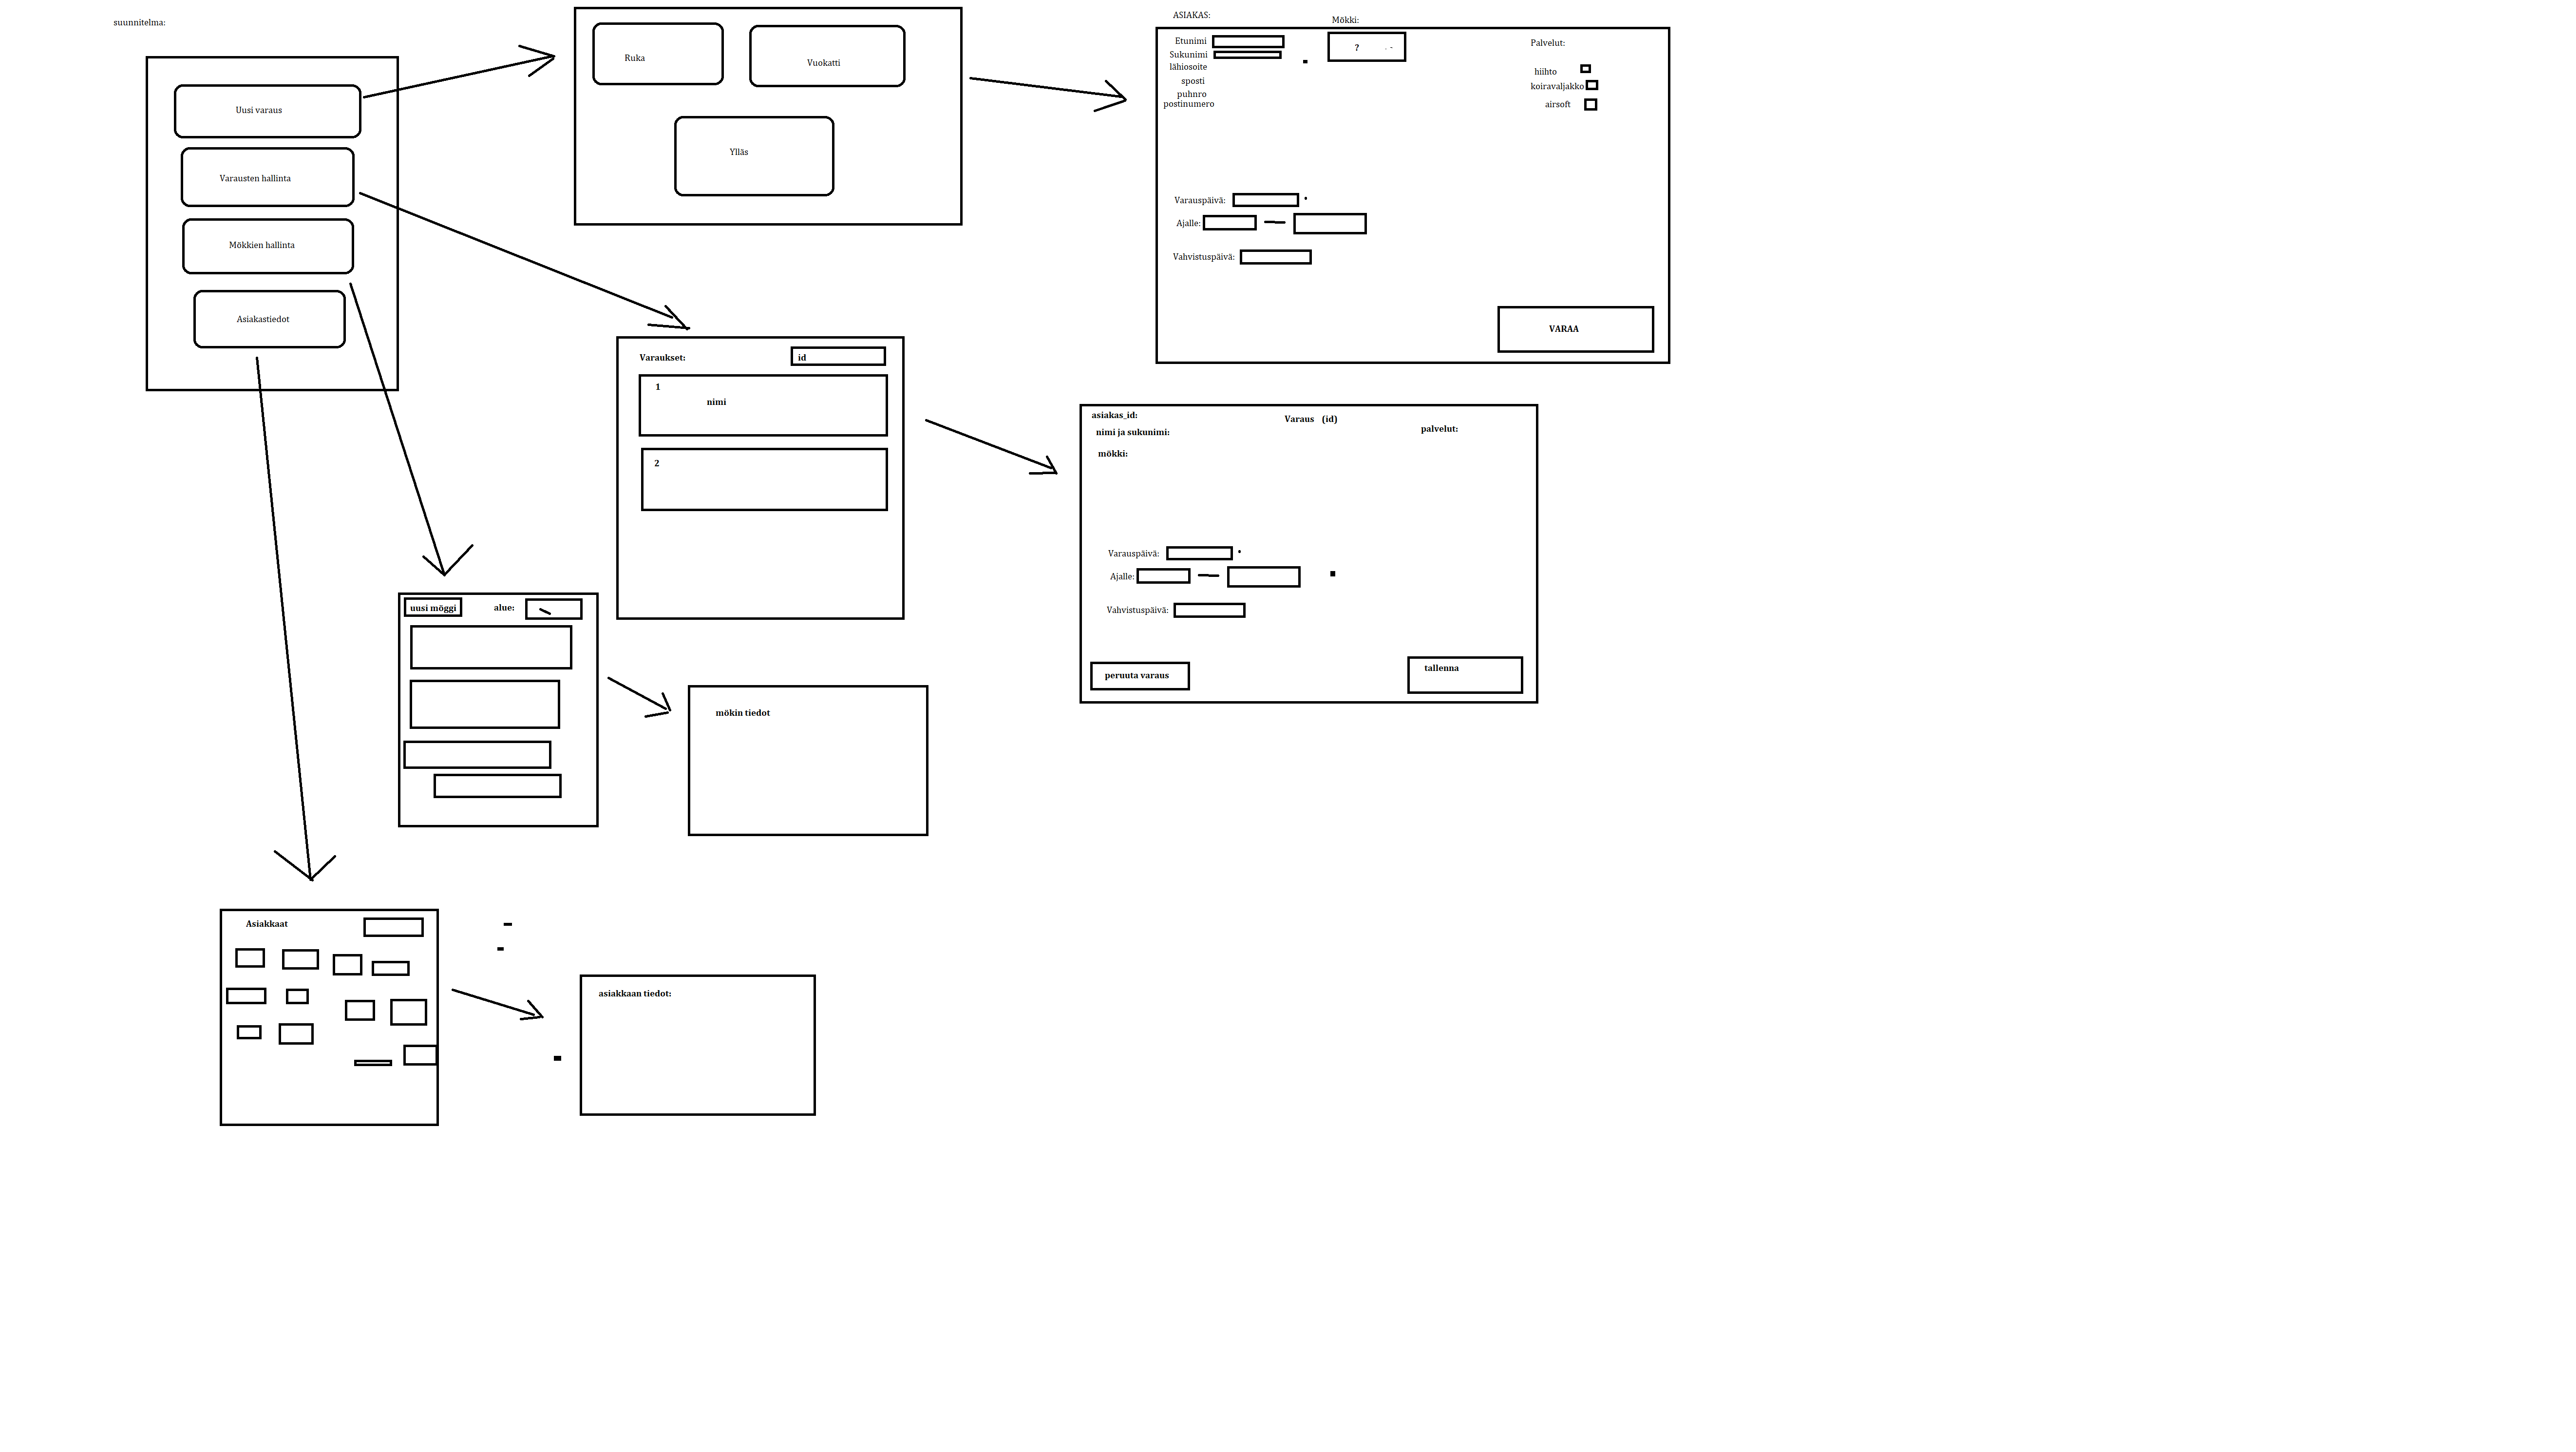 suunnitelma:
Uusi varaus
Varausten hallinta
Mökkien hallinta
Asiakastiedot
Ruka
Vuokatti
Ylläs
ASIAKAS:
Mökki:
Etunimi
Sukunimi
lähiosoite
sposti
puhnro
postinumero
?
Palvelut:
hiihto
koiravaljakko
airsoft
Varauspäivä:
Ajalle:
Vahvistuspäivä:
VARAA
Varaukset:
id
1
nimi
2
asiakas_id:
Varaus (id)
palvelut:
nimi ja sukunimi:
mökki:
Varauspäivä:
Ajalle:
Vahvistuspäivä:
peruuta varaus
tallenna
uusi möggi
alue:
mökin tiedot
Asiakkaat
asiakkaan tiedot: